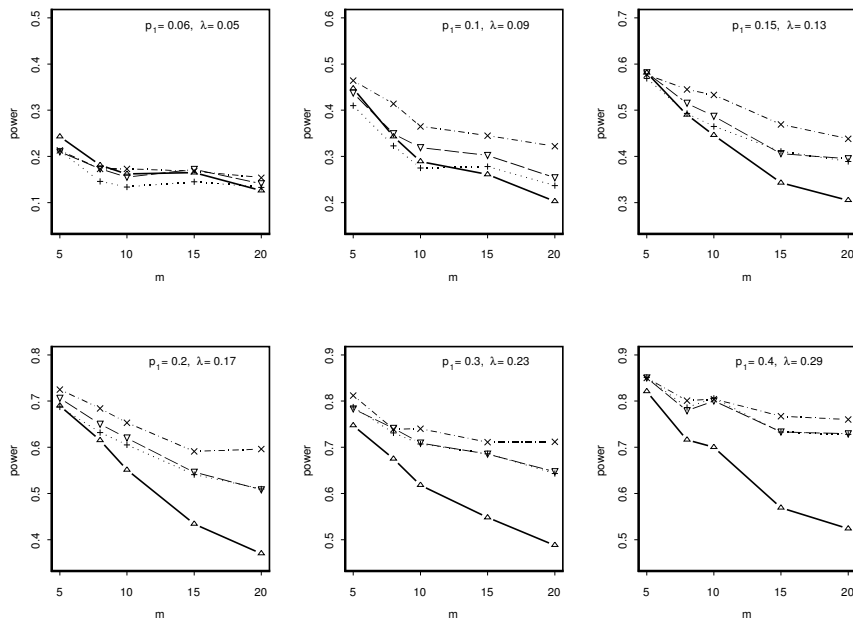 p1= 0.06, λ= 0.05
power
0.1 0.2 0.3 0.4 0.5
5 10 15 20
m
p1= 0.1, λ= 0.09
power
0.2 0.3 0.4 0.5 0.6
5 10 15 20
m
p1= 0.15, λ= 0.13
power
0.3 0.4 0.5 0.6 0.7
5 10 15 20
m
p1= 0.2, λ= 0.17
power
0.4 0.5 0.6 0.7 0.8
5 10 15 20
m
p1= 0.3, λ= 0.23
power
0.5 0.6 0.7 0.8 0.9
5 10 15 20
m
p1= 0.4, λ= 0.29
power
0.5 0.6 0.7 0.8 0.9
5 10 15 20
m